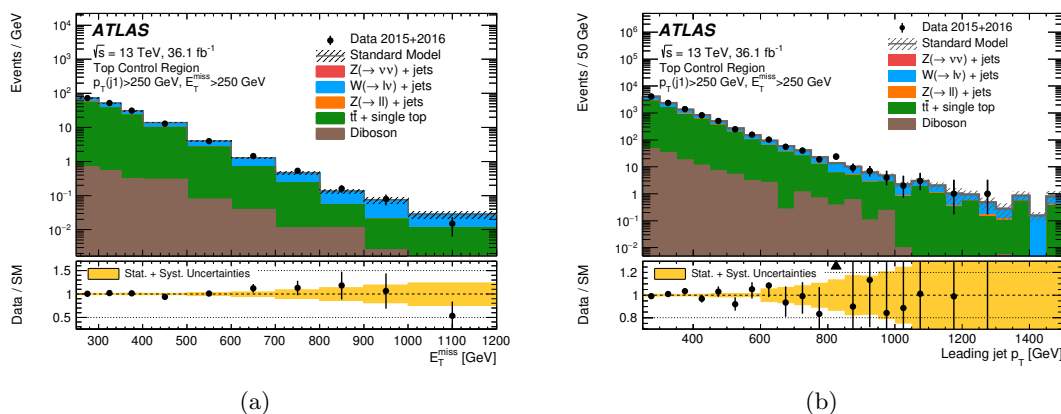 ATLAS
√s = 13 TeV, 36.1 fb⁻¹
Top Control Region
p_T(j1)>250 GeV, E_T^miss>250 GeV
Data 2015+2016
Standard Model
Z(→ νν) + jets
W(→ lν) + jets
Z(→ ll) + jets
tt̄ + single top
Diboson
Events / GeV
10⁴
10³
10²
10
1
10⁻¹
10⁻²
Stat. + Syst. Uncertainties
Data / SM
1.5
1.0
0.5
300 400 500 600 700 800 900 1000 1100 1200
E_T^miss [GeV]
(a)
ATLAS
√s = 13 TeV, 36.1 fb⁻¹
Top Control Region
p_T(j1)>250 GeV, E_T^miss>250 GeV
Data 2015+2016
Standard Model
Z(→ νν) + jets
W(→ lν) + jets
Z(→ ll) + jets
tt̄ + single top
Diboson
Events / 50 GeV
10⁶
10⁵
10⁴
10³
10²
10
1
10⁻¹
10⁻²
Stat. + Syst. Uncertainties
Data / SM
1.2
1.0
0.8
400 600 800 1000 1200 1400
Leading jet p_T [GeV]
(b)